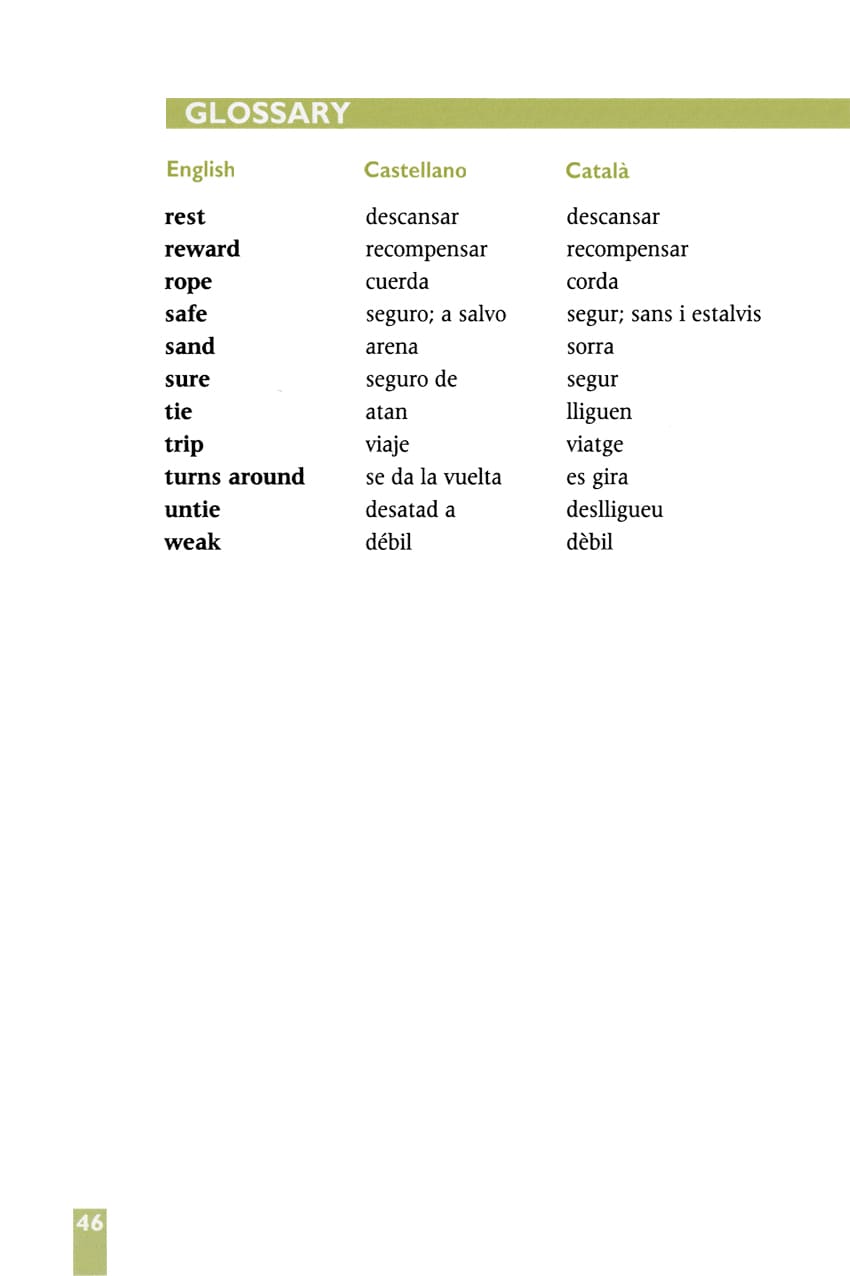 GLOSSARY
English Castellano Català
rest descansar descansar
reward recompensar recompensar
rope cuerda corda
safe seguro; a salvo segur; sans i estalvis
sand arena sorra
sure seguro de segur
tie atan lliguen
trip viaje viatge
turns around se da la vuelta es gira
untie desatad a deslligueu
weak débil dèbil
46